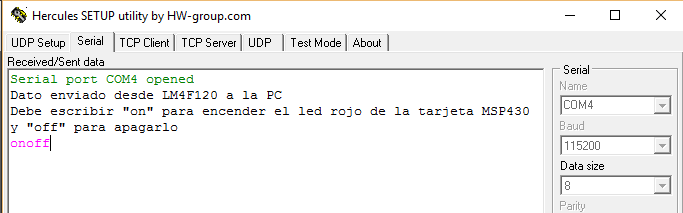 Hercules SETUP utility by HW-group.com
UDP Setup Serial TCP Client TCP Server UDP Test Mode About
Received/Sent data
Serial port COM4 opened
Dato enviado desde LM4F120 a la PC
Debe escribir "on" para encender el led rojo de la tarjeta MSP430
y "off" para apagarlo
onoff
Serial
Name
COM4
Baud
115200
Data size
8
Parity